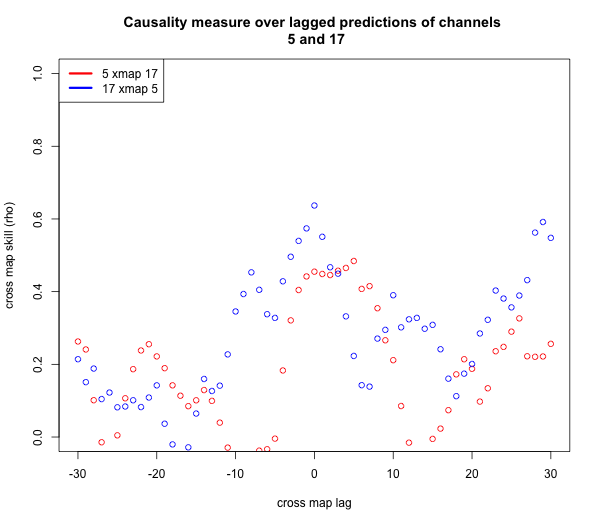 Causality measure over lagged predictions of channels
5 and 17
5 xmap 17
17 xmap 5
cross map skill (rho)
1.0
0.8
0.6
0.4
0.2
0.0
-30
-20
-10
0
10
20
30
cross map lag